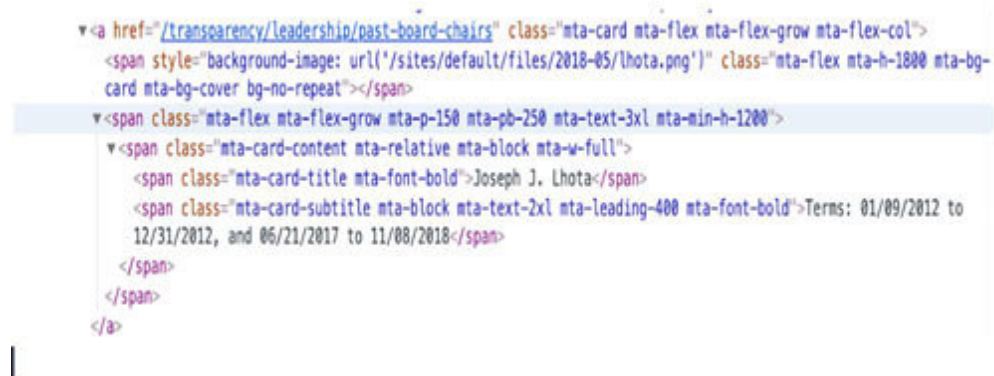 ▼<a href="/transparency/leadership/past-board-chairs" class="mta-card mta-flex mta-flex-grow mta-flex-col">
<span style="background-image: url('/sites/default/files/2018-05/lhota.png')" class="mta-flex mta-h-1800 mta-bg-
card mta-bg-cover bg-no-repeat"></span>
▼<span class="mta-flex mta-flex-grow mta-p-150 mta-pb-250 mta-text-3xl mta-min-h-1200">
▼<span class="mta-card-content mta-relative mta-block mta-w-full">
<span class="mta-card-title mta-font-bold">Joseph J. Lhota</span>
<span class="mta-card-subtitle mta-block mta-text-2xl mta-leading-400 mta-font-bold">Terms: 01/09/2012 to
12/31/2012, and 06/21/2017 to 11/08/2018</span>
</span>
</span>
</a>